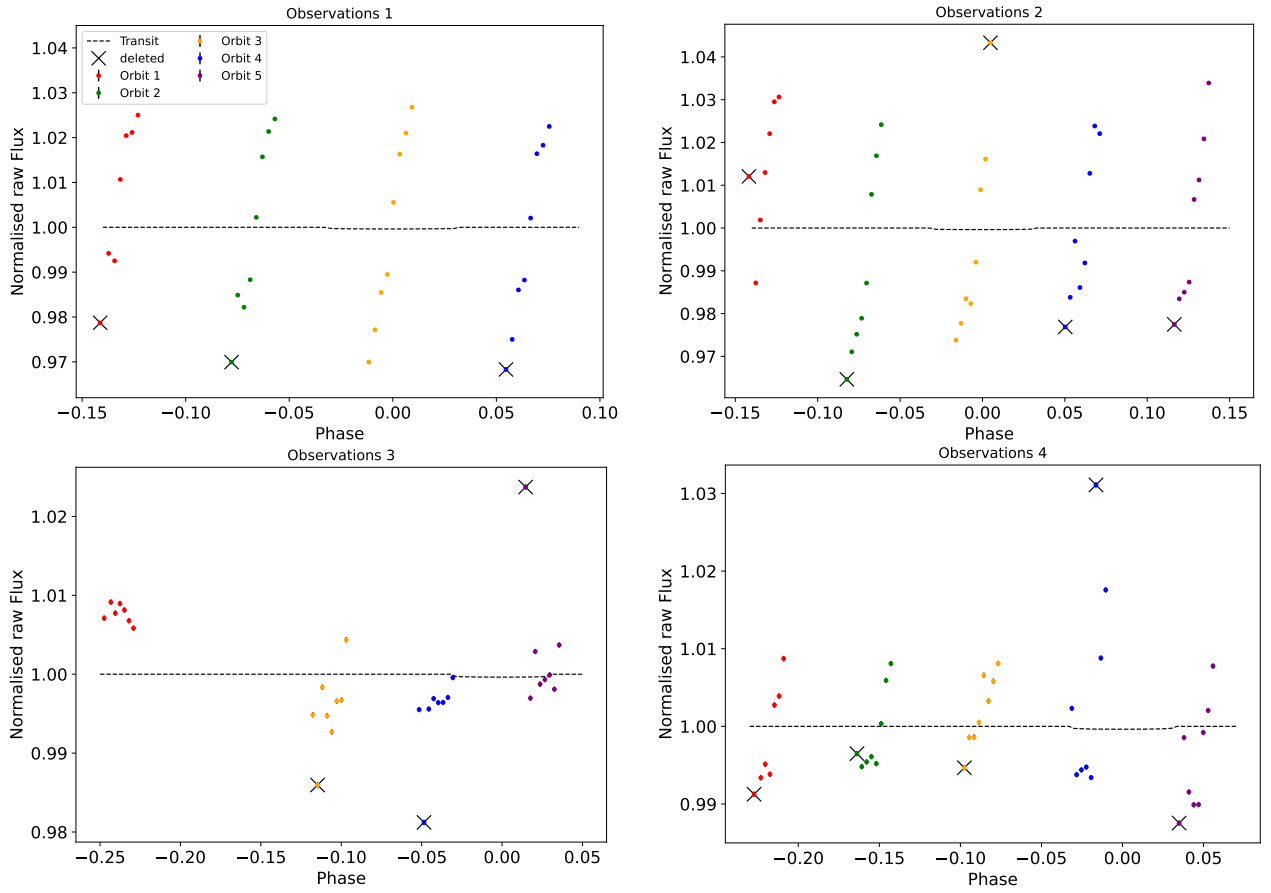 Observations 1
Normalised raw Flux
1.04
1.03
1.02
1.01
1.00
0.99
0.98
0.97
Transit
deleted
Orbit 1
Orbit 2
Orbit 3
Orbit 4
Orbit 5
−0.15 −0.10 −0.05 0.00 0.05 0.10
Phase
Observations 2
Normalised raw Flux
1.04
1.03
1.02
1.01
1.00
0.99
0.98
0.97
−0.15 −0.10 −0.05 0.00 0.05 0.10 0.15
Phase
Observations 3
Normalised raw Flux
1.02
1.01
1.00
0.99
0.98
−0.25 −0.20 −0.15 −0.10 −0.05 0.00 0.05
Phase
Observations 4
Normalised raw Flux
1.03
1.02
1.01
1.00
0.99
−0.20 −0.15 −0.10 −0.05 0.00 0.05
Phase